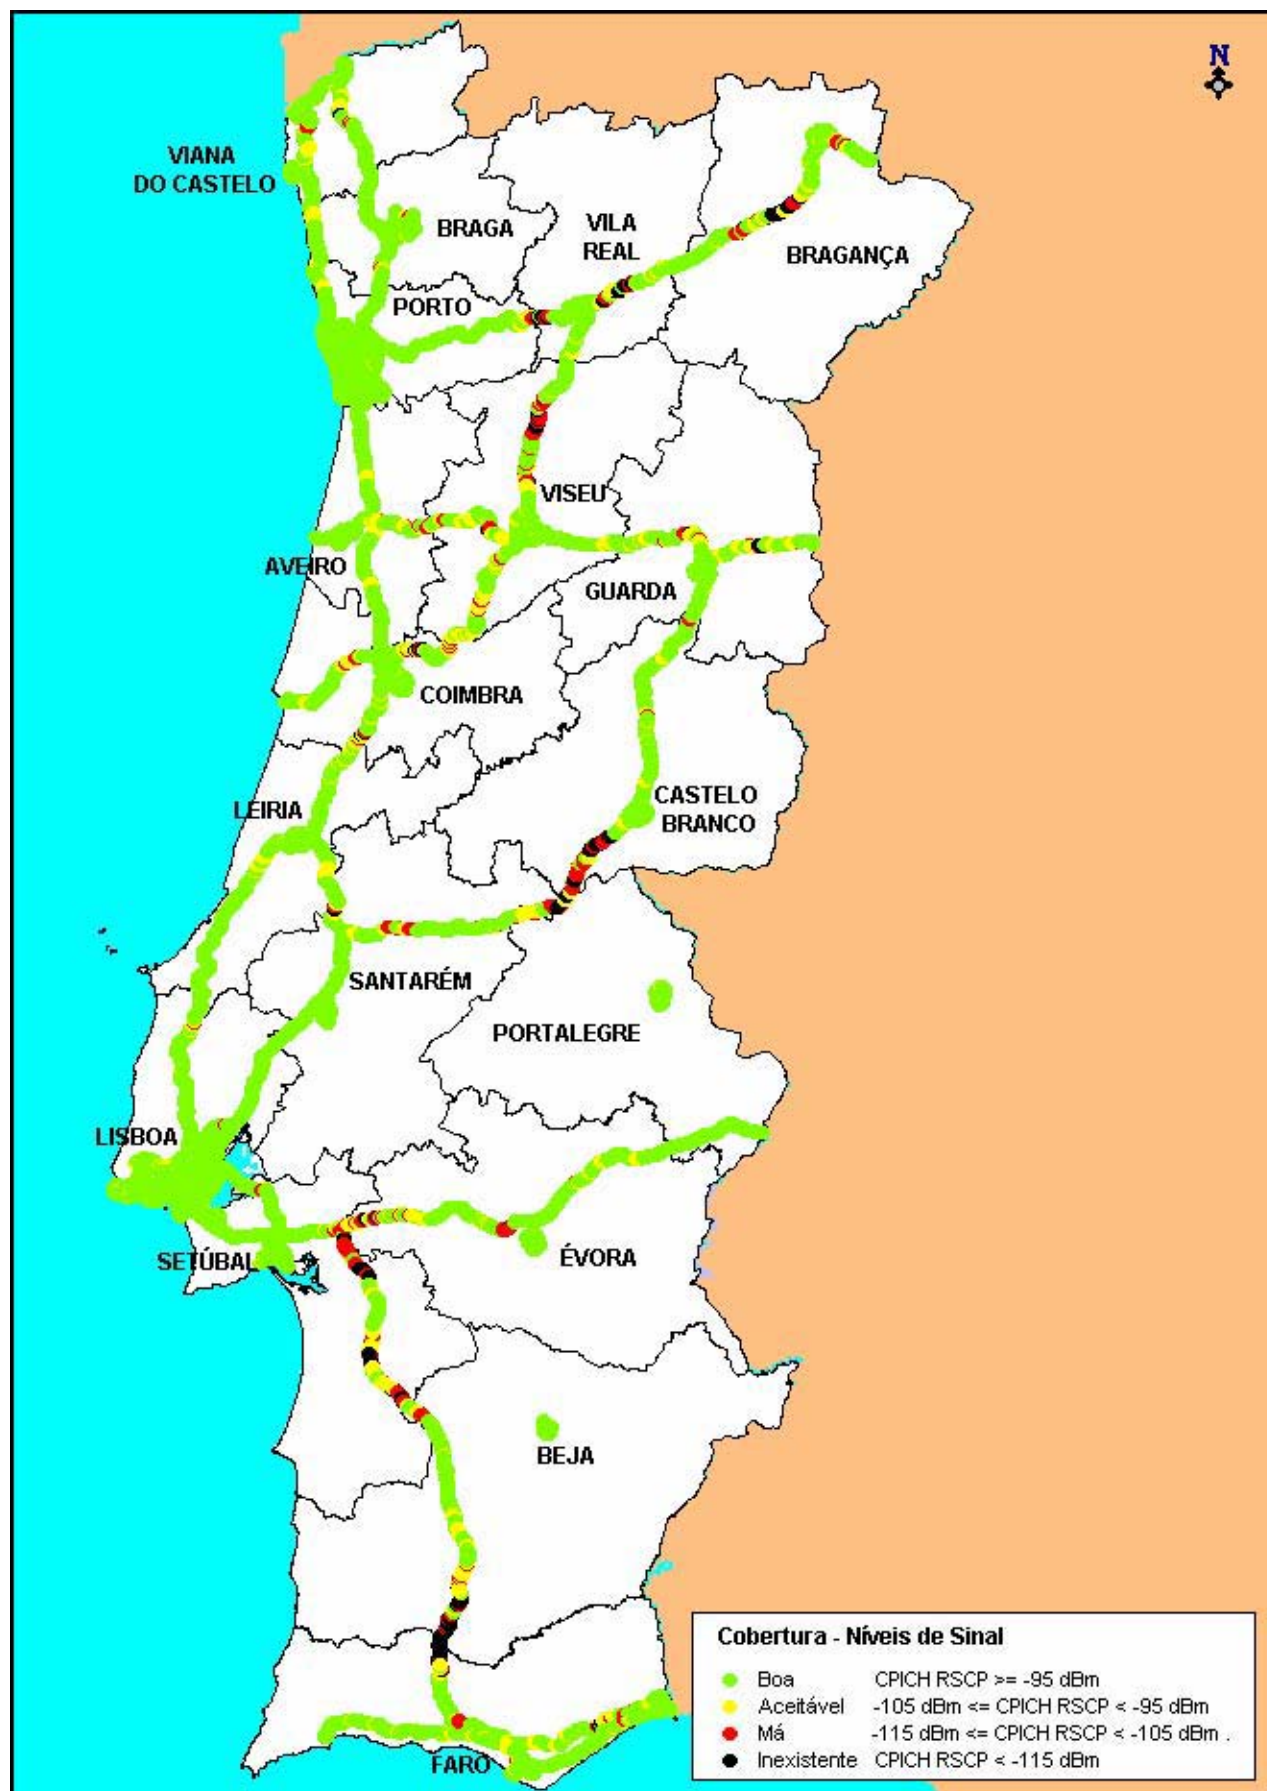 N
VIANA
DO CASTELO
BRAGA
VILA
REAL
BRAGANÇA
PORTO
VISEU
AVEIRO
GUARDA
COIMBRA
CASTELO
BRANCO
LEIRIA
SANTARÉM
PORTALEGRE
LISBOA
SETÚBAL
ÉVORA
BEJA
FARO
Cobertura - Níveis de Sinal
Boa CPICH RSCP >= -95 dBm
Aceitável -105 dBm <= CPICH RSCP < -95 dBm
Má -115 dBm <= CPICH RSCP < -105 dBm .
Inexistente CPICH RSCP < -115 dBm